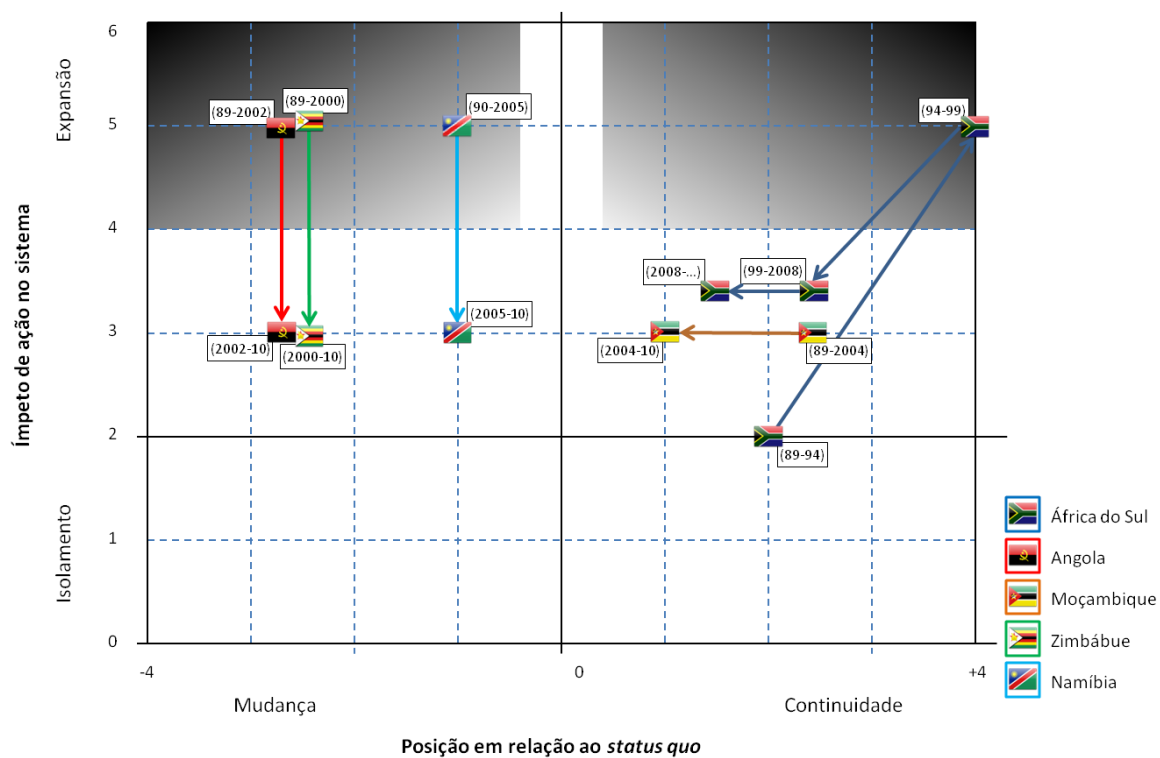 6
5
4
3
2
1
0
Expansão
Isolamento
Ímpeto de ação no sistema
(89-2002)
(89-2000)
(90-2005)
(94-99)
(2008-...)
(99-2008)
(2002-10)
(2000-10)
(2005-10)
(2004-10)
(89-2004)
(89-94)
África do Sul
Angola
Moçambique
Zimbábue
Namíbia
-4
0
+4
Mudança
Continuidade
Posição em relação ao status quo